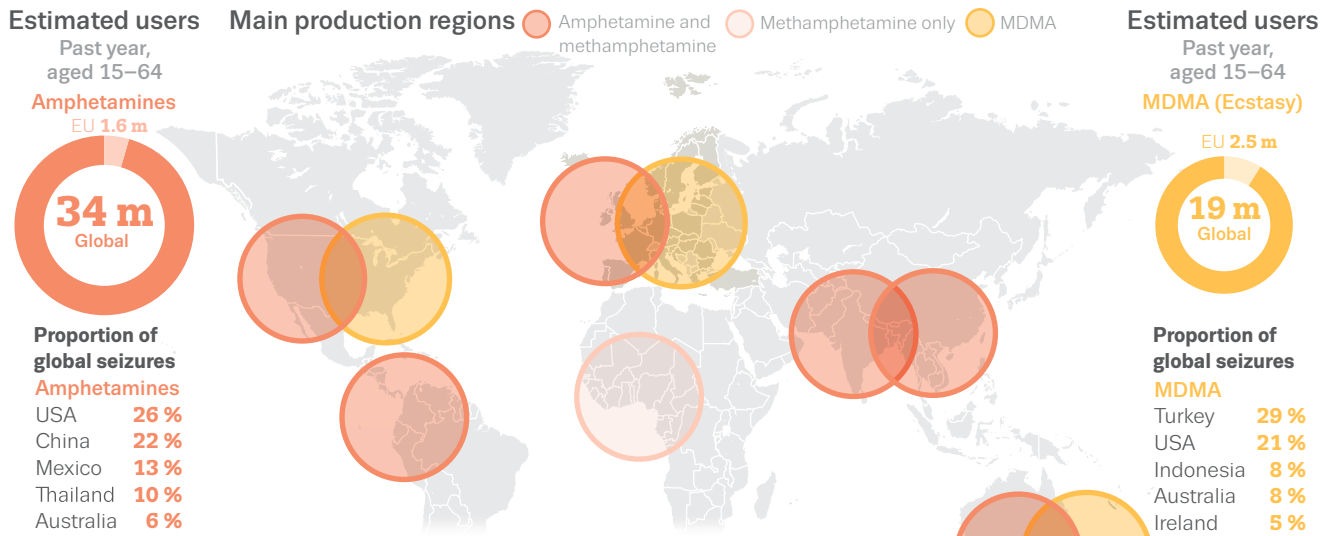 Estimated users
Past year,
aged 15–64
Amphetamines
EU 1.6 m
34 m
Global
Proportion of
global seizures
Amphetamines
USA 26 %
China 22 %
Mexico 13 %
Thailand 10 %
Australia 6 %
Main production regions
Amphetamine and
methamphetamine
Methamphetamine only
MDMA
Estimated users
Past year,
aged 15–64
MDMA (Ecstasy)
EU 2.5 m
19 m
Global
Proportion of
global seizures
MDMA
Turkey 29 %
USA 21 %
Indonesia 8 %
Australia 8 %
Ireland 5 %